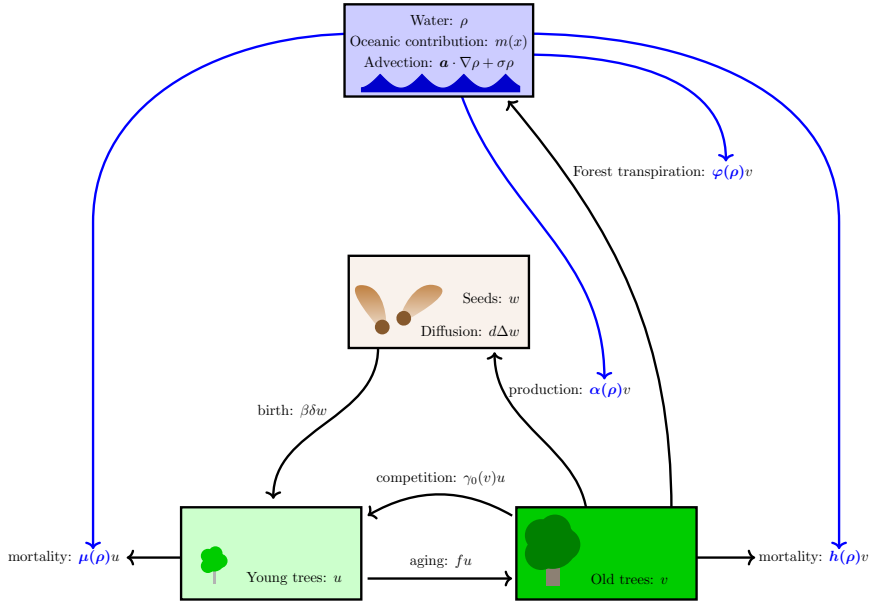 Water: ρ
Oceanic contribution: m(x)
Advection: a · ∇ρ + σρ
Forest transpiration: φ(ρ)v
Seeds: w
Diffusion: dΔw
production: α(ρ)v
birth: βδw
competition: γ₀(v)u
mortality: μ(ρ)u
Young trees: u
aging: fu
Old trees: v
mortality: h(ρ)v